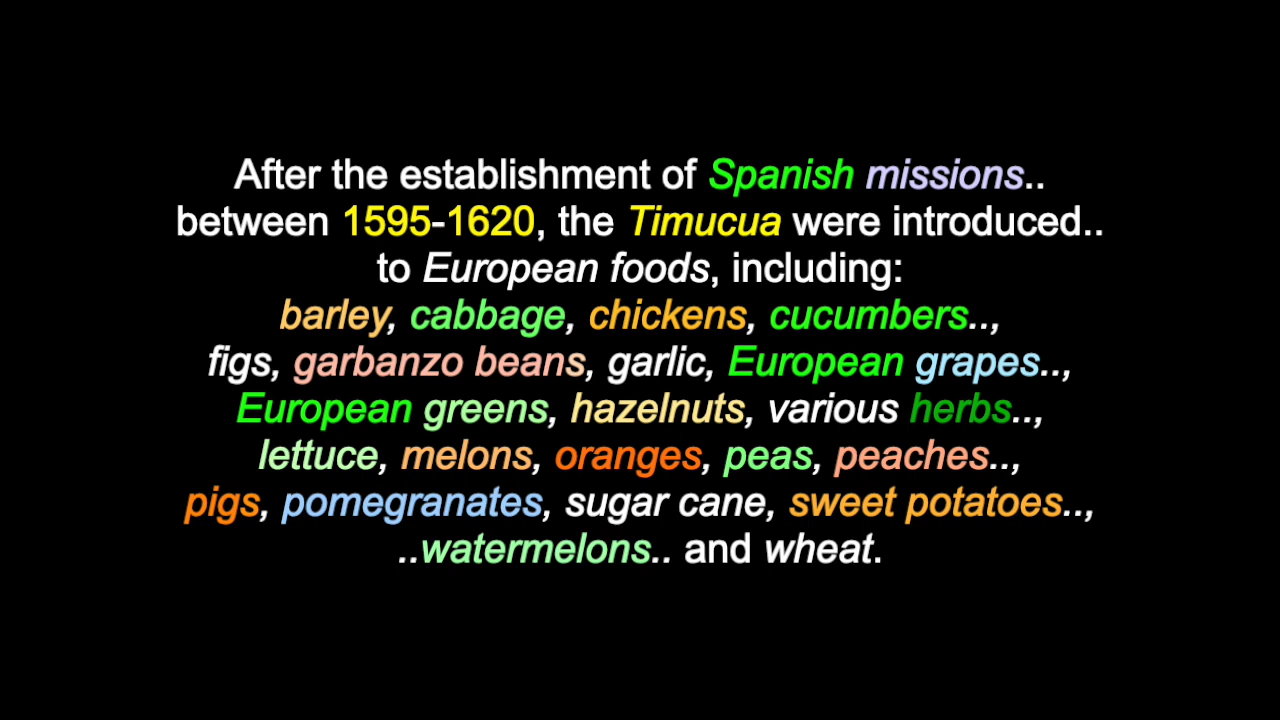 After the establishment of Spanish missions..
between 1595-1620, the Timucua were introduced..
to European foods, including:
barley, cabbage, chickens, cucumbers..,
figs, garbanzo beans, garlic, European grapes..,
European greens, hazelnuts, various herbs..,
lettuce, melons, oranges, peas, peaches..,
pigs, pomegranates, sugar cane, sweet potatoes..,
..watermelons.. and wheat.